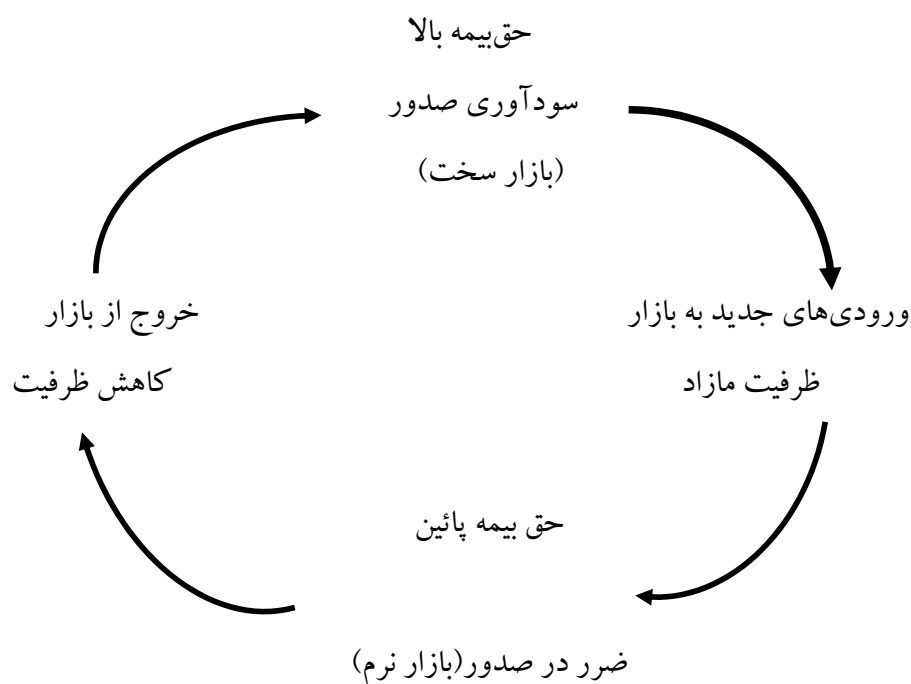 حق‌بیمه بالا
سودآوری صدور
(بازار سخت)
ورودی‌های جدید به بازار
ظرفیت مازاد
حق بیمه پائین
ضرر در صدور(بازار نرم)
خروج از بازار
کاهش ظرفیت